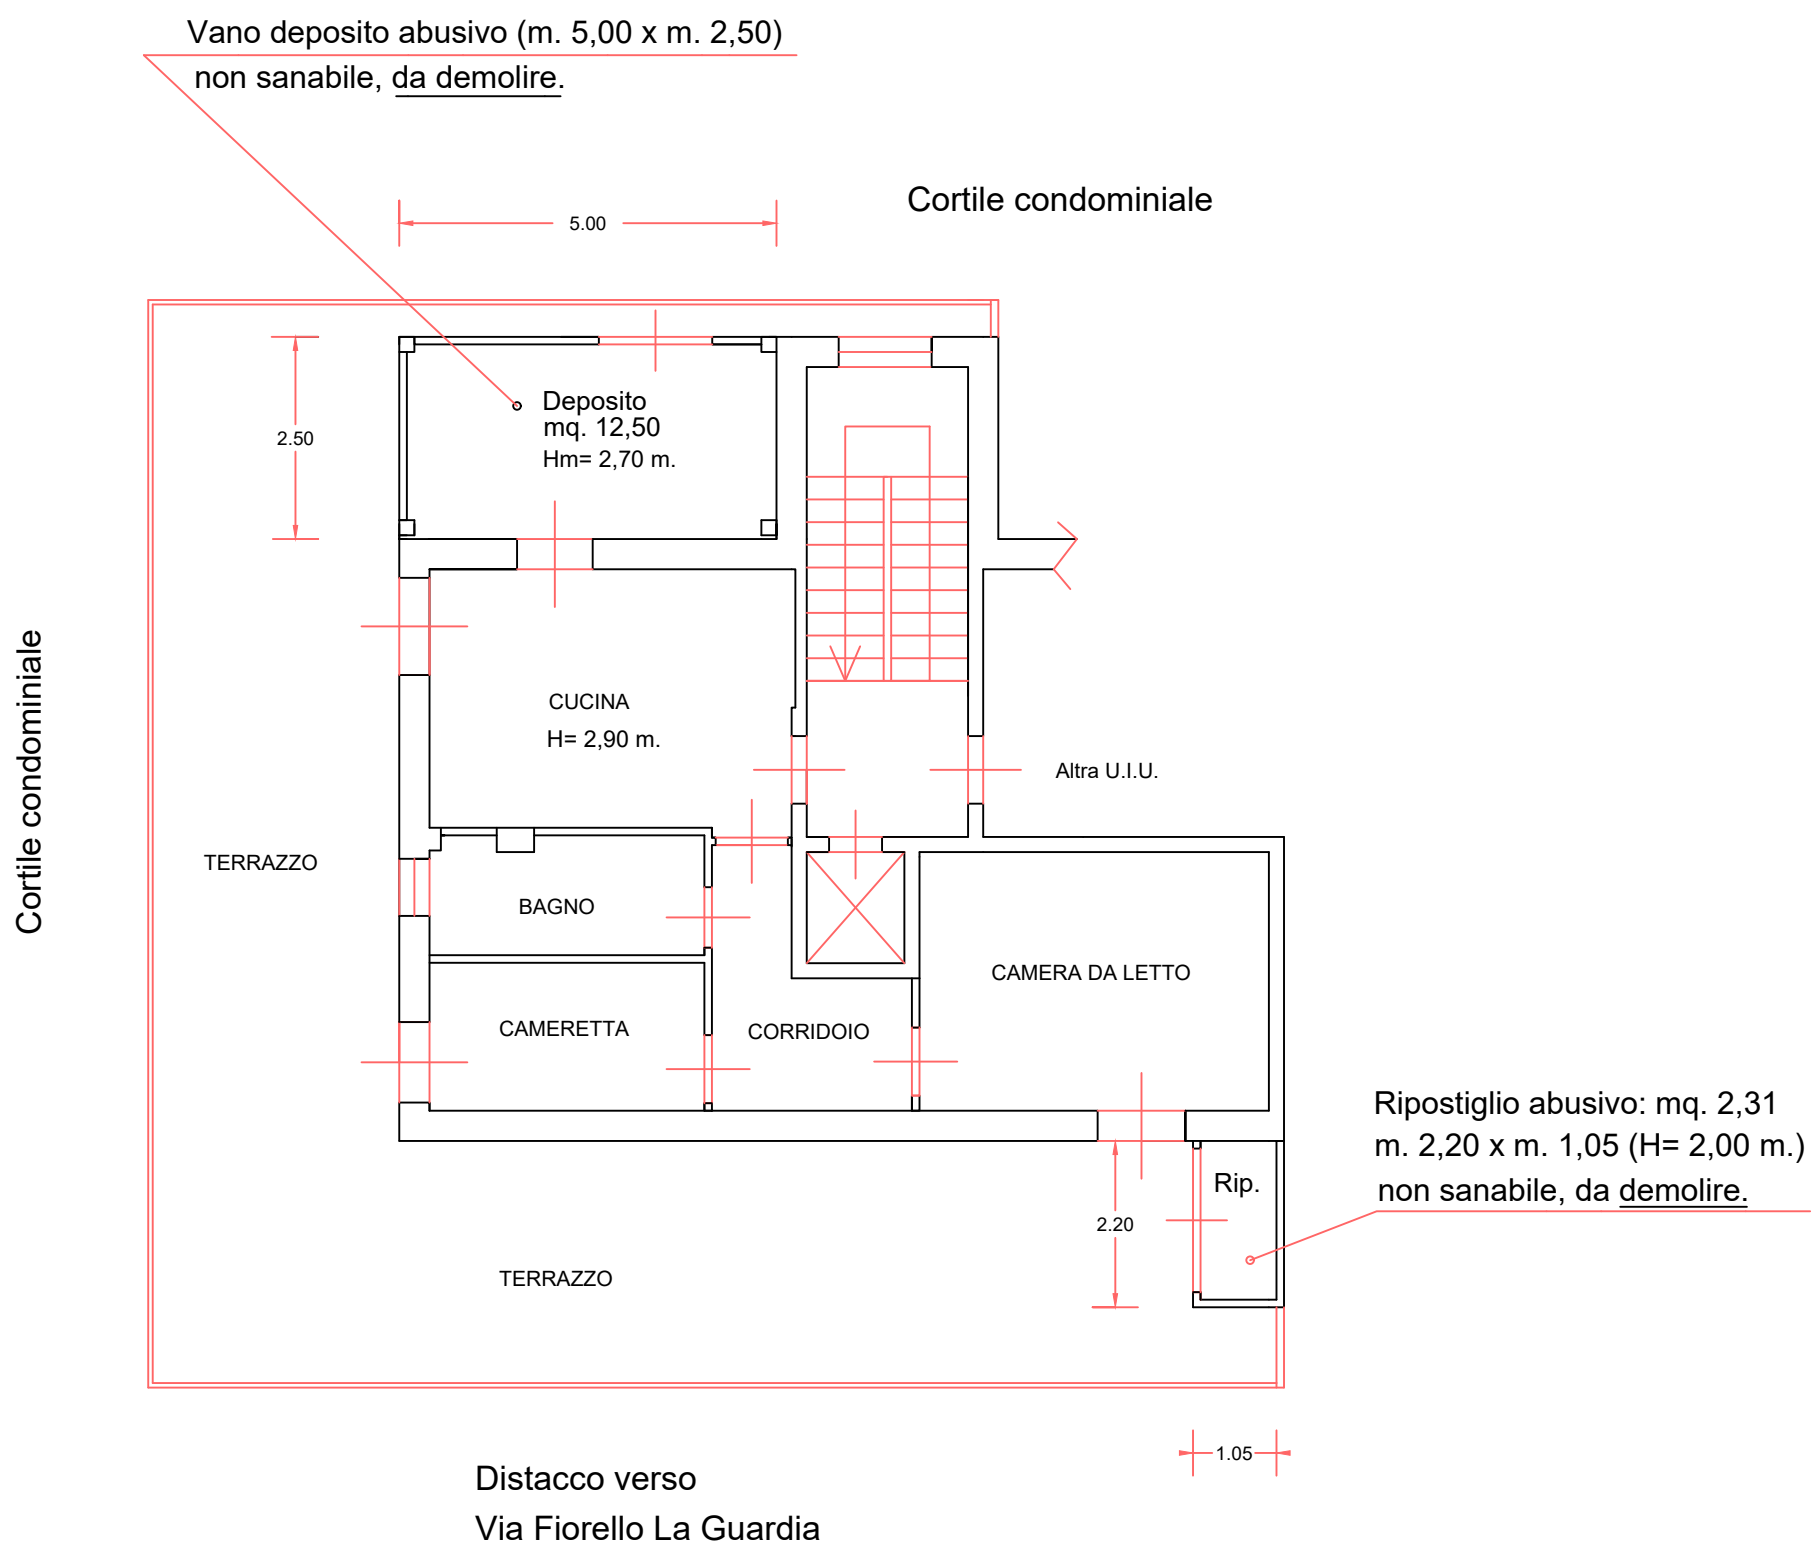 Vano deposito abusivo (m. 5,00 x m. 2,50)
non sanabile, da demolire.
Cortile condominiale
5.00
2.50
Deposito
mq. 12,50
Hm= 2,70 m.
Cortile condominiale
CUCINA
H= 2,90 m.
Altra U.I.U.
TERRAZZO
BAGNO
CAMERA DA LETTO
CAMERETTA
CORRIDOIO
Ripostiglio abusivo: mq. 2,31
m. 2,20 x m. 1,05 (H= 2,00 m.)
non sanabile, da demolire.
Rip.
2.20
TERRAZZO
1.05
Distacco verso
Via Fiorello La Guardia